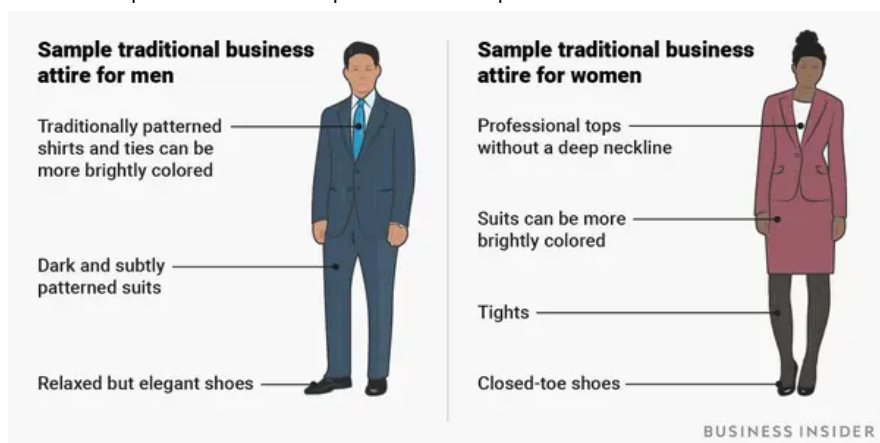 Sample traditional business
attire for men
Traditionally patterned
shirts and ties can be
more brightly colored
Dark and subtly
patterned suits
Relaxed but elegant shoes
Sample traditional business
attire for women
Professional tops
without a deep neckline
Suits can be more
brightly colored
Tights
Closed-toe shoes
BUSINESS INSIDER